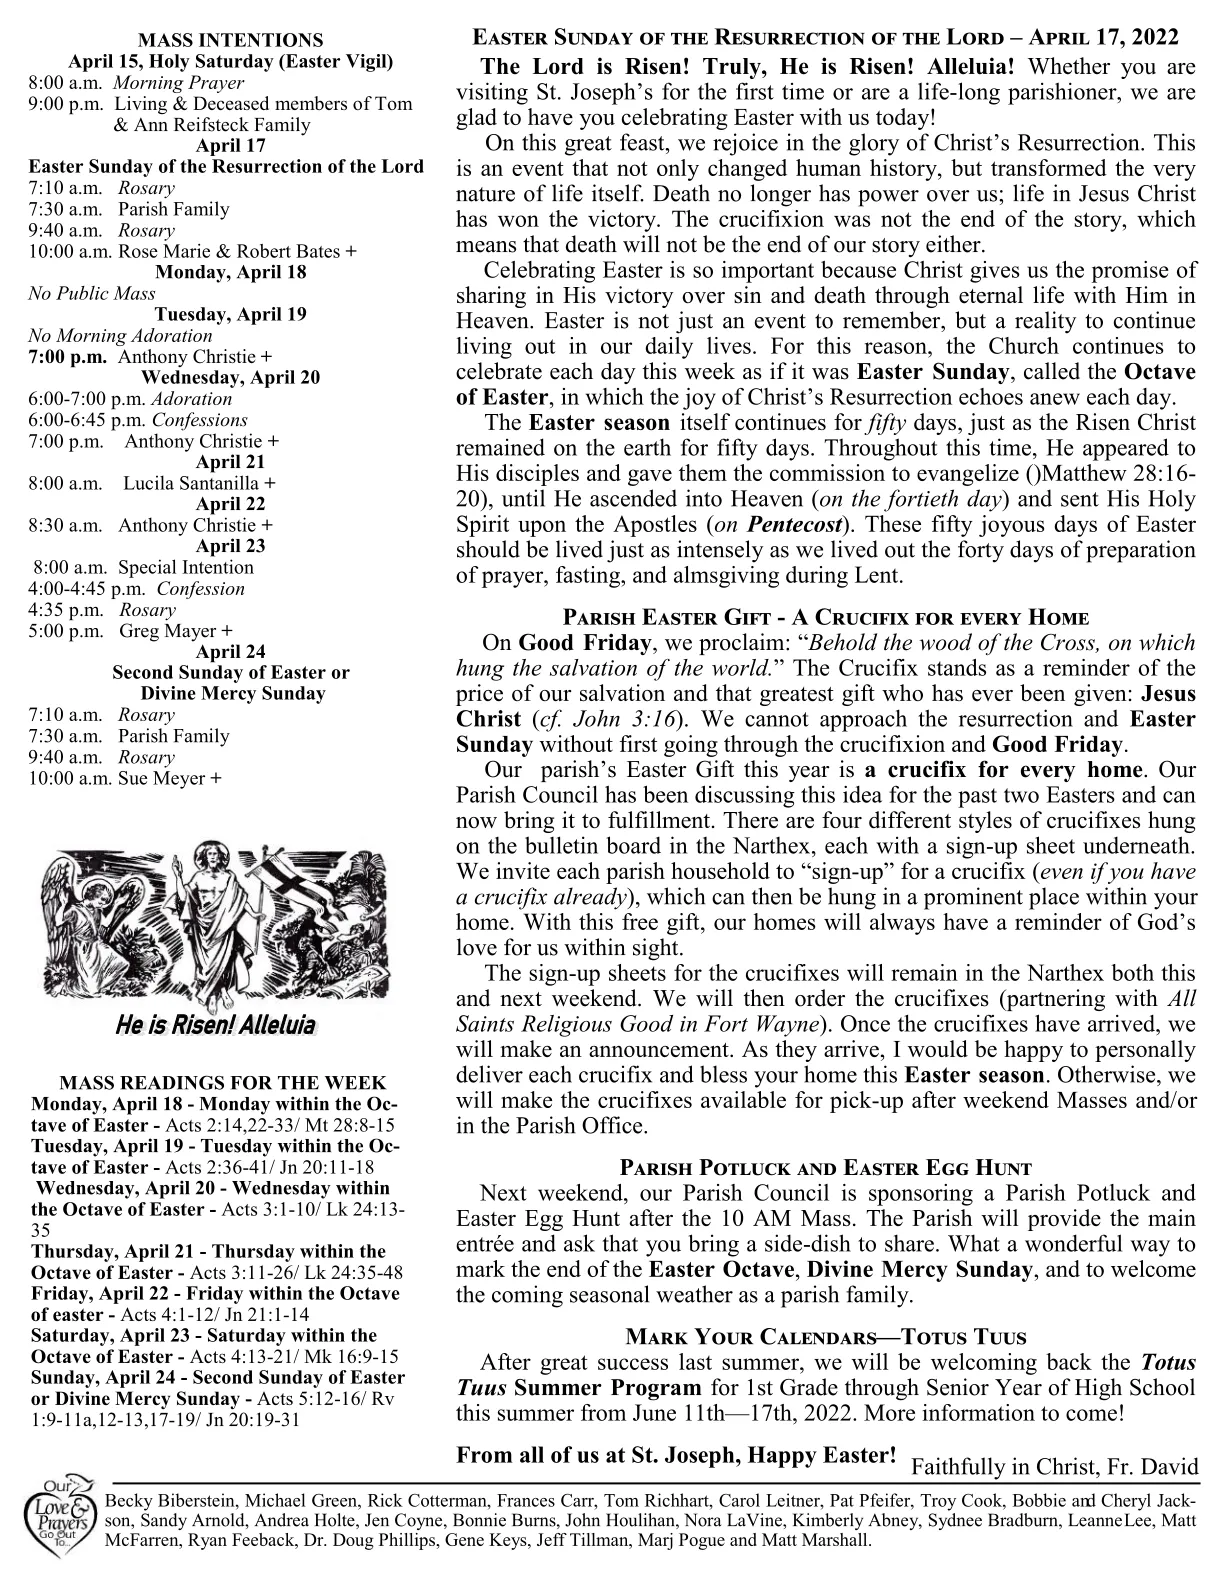 MASS INTENTIONS
April 15, Holy Saturday (Easter Vigil)
8:00 a.m. Morning Prayer
9:00 p.m. Living & Deceased members of Tom
& Ann Reifsteck Family
April 17
Easter Sunday of the Resurrection of the Lord
7:10 a.m. Rosary
7:30 a.m. Parish Family
9:40 a.m. Rosary
10:00 a.m. Rose Marie & Robert Bates +
Monday, April 18
No Public Mass
Tuesday, April 19
No Morning Adoration
7:00 p.m. Anthony Christie +
Wednesday, April 20
6:00-7:00 p.m. Adoration
6:00-6:45 p.m. Confessions
7:00 p.m. Anthony Christie +
April 21
8:00 a.m. Lucila Santanilla +
April 22
8:30 a.m. Anthony Christie +
April 23
8:00 a.m. Special Intention
4:00-4:45 p.m. Confession
4:35 p.m. Rosary
5:00 p.m. Greg Mayer +
April 24
Second Sunday of Easter or
Divine Mercy Sunday
7:10 a.m. Rosary
7:30 a.m. Parish Family
9:40 a.m. Rosary
10:00 a.m. Sue Meyer +
He is Risen! Alleluia
MASS READINGS FOR THE WEEK
Monday, April 18 - Monday within the Oc-
tave of Easter - Acts 2:14,22-33/ Mt 28:8-15
Tuesday, April 19 - Tuesday within the Oc-
tave of Easter - Acts 2:36-41/ Jn 20:11-18
Wednesday, April 20 - Wednesday within
the Octave of Easter - Acts 3:1-10/ Lk 24:13-
35
Thursday, April 21 - Thursday within the
Octave of Easter - Acts 3:11-26/ Lk 24:35-48
Friday, April 22 - Friday within the Octave
of easter - Acts 4:1-12/ Jn 21:1-14
Saturday, April 23 - Saturday within the
Octave of Easter - Acts 4:13-21/ Mk 16:9-15
Sunday, April 24 - Second Sunday of Easter
or Divine Mercy Sunday - Acts 5:12-16/ Rv
1:9-11a,12-13,17-19/ Jn 20:19-31
EASTER SUNDAY OF THE RESURRECTION OF THE LORD – APRIL 17, 2022
The Lord is Risen! Truly, He is Risen! Alleluia! Whether you are
visiting St. Joseph's for the first time or are a life-long parishioner, we are
glad to have you celebrating Easter with us today!
On this great feast, we rejoice in the glory of Christ's Resurrection. This
is an event that not only changed human history, but transformed the very
nature of life itself. Death no longer has power over us; life in Jesus Christ
has won the victory. The crucifixion was not the end of the story, which
means that death will not be the end of our story either.
Celebrating Easter is so important because Christ gives us the promise of
sharing in His victory over sin and death through eternal life with Him in
Heaven. Easter is not just an event to remember, but a reality to continue
living out in our daily lives. For this reason, the Church continues to
celebrate each day this week as if it was Easter Sunday, called the Octave
of Easter, in which the joy of Christ's Resurrection echoes anew each day.
The Easter season itself continues for fifty days, just as the Risen Christ
remained on the earth for fifty days. Throughout this time, He appeared to
His disciples and gave them the commission to evangelize ()Matthew 28:16-
20), until He ascended into Heaven (on the fortieth day) and sent His Holy
Spirit upon the Apostles (on Pentecost). These fifty joyous days of Easter
should be lived just as intensely as we lived out the forty days of preparation
of prayer, fasting, and almsgiving during Lent.
PARISH EASTER GIFT - A CRUCIFIX FOR EVERY HOME
On Good Friday, we proclaim: “Behold the wood of the Cross, on which
hung the salvation of the world.” The Crucifix stands as a reminder of the
price of our salvation and that greatest gift who has ever been given: Jesus
Christ (cf. John 3:16). We cannot approach the resurrection and Easter
Sunday without first going through the crucifixion and Good Friday.
Our parish's Easter Gift this year is a crucifix for every home. Our
Parish Council has been discussing this idea for the past two Easters and can
now bring it to fulfillment. There are four different styles of crucifixes hung
on the bulletin board in the Narthex, each with a sign-up sheet underneath.
We invite each parish household to “sign-up” for a crucifix (even if you have
a crucifix already), which can then be hung in a prominent place within your
home. With this free gift, our homes will always have a reminder of God's
love for us within sight.
The sign-up sheets for the crucifixes will remain in the Narthex both this
and next weekend. We will then order the crucifixes (partnering with All
Saints Religious Good in Fort Wayne). Once the crucifixes have arrived, we
will make an announcement. As they arrive, I would be happy to personally
deliver each crucifix and bless your home this Easter season. Otherwise, we
will make the crucifixes available for pick-up after weekend Masses and/or
in the Parish Office.
PARISH POTLUCK AND EASTER EGG HUNT
Next weekend, our Parish Council is sponsoring a Parish Potluck and
Easter Egg Hunt after the 10 AM Mass. The Parish will provide the main
entrée and ask that you bring a side-dish to share. What a wonderful way to
mark the end of the Easter Octave, Divine Mercy Sunday, and to welcome
the coming seasonal weather as a parish family.
MARK YOUR CALENDARS—TOTUS TUUS
After great success last summer, we will be welcoming back the Totus
Tuus Summer Program for 1st Grade through Senior Year of High School
this summer from June 11th—17th, 2022. More information to come!
From all of us at St. Joseph, Happy Easter!
Faithfully in Christ, Fr. David
Our
Love &
Prayers
Go Out
To...
Becky Biberstein, Michael Green, Rick Cotterman, Frances Carr, Tom Richhart, Carol Leitner, Pat Pfeifer, Troy Cook, Bobbie and Cheryl Jack-
son, Sandy Arnold, Andrea Holte, Jen Coyne, Bonnie Burns, John Houlihan, Nora LaVine, Kimberly Abney, Sydnee Bradburn, LeanneLee, Matt
McFarren, Ryan Feeback, Dr. Doug Phillips, Gene Keys, Jeff Tillman, Marj Pogue and Matt Marshall.